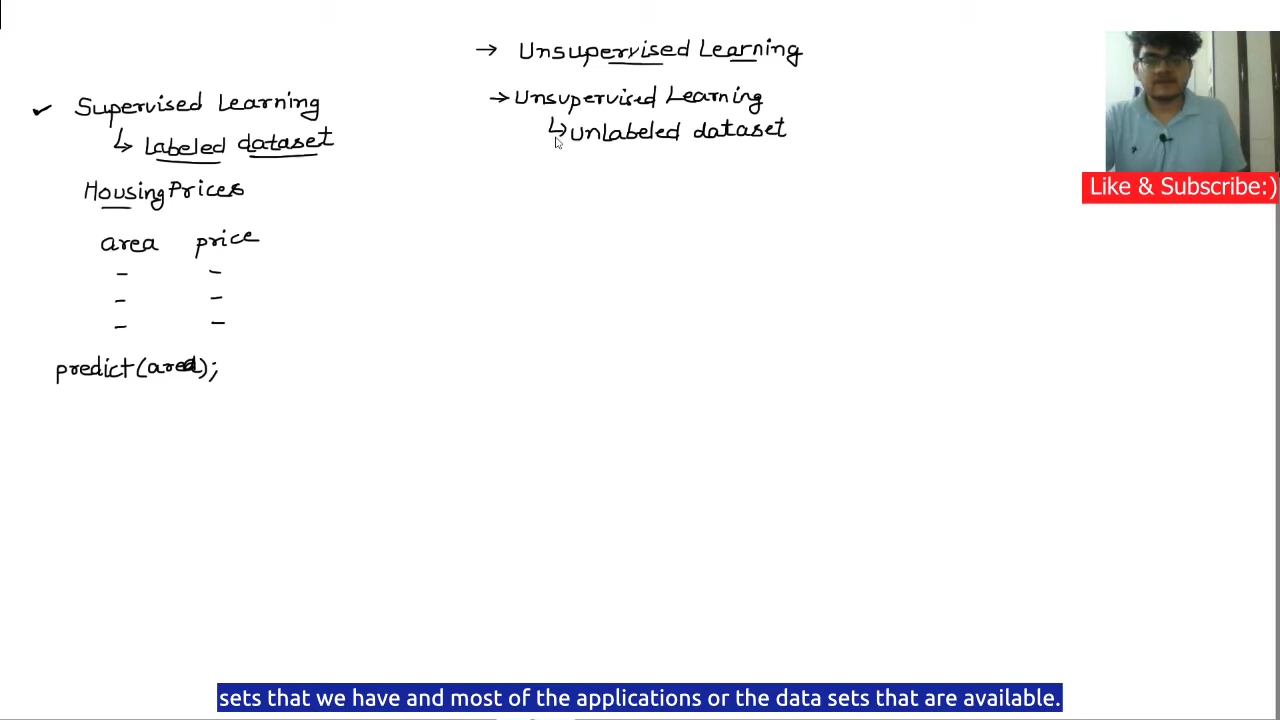 → Unsupervised Learning
✓ Supervised Learning
↳ Labeled dataset
Housing Prices
area price
- -
- -
- -
predict(area);
→ Unsupervised Learning
↳ unlabeled dataset
Like & Subscribe:)
sets that we have and most of the applications or the data sets that are available.